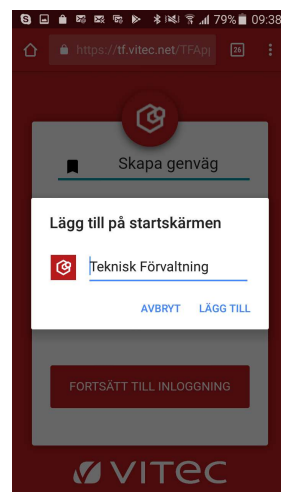 79% 09:38
https://tf.vitec.net/TFApp
26
Skapa genväg
Lägg till på startskärmen
Teknisk Förvaltning
AVBRYT LÄGG TILL
FORTSÄTT TILL INLOGGNING
VITEC